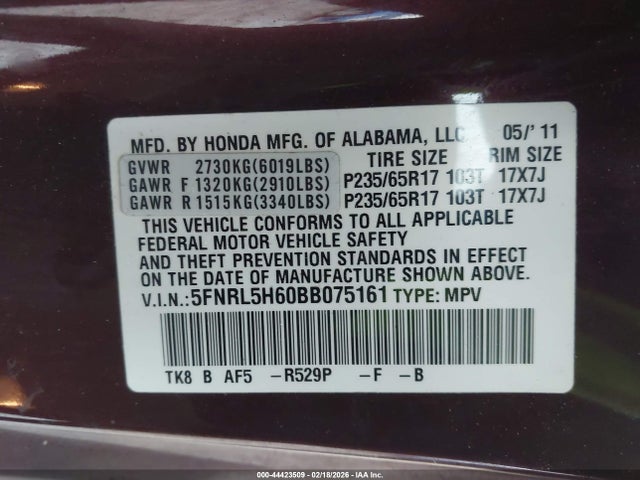 MFD. BY HONDA MFG. OF ALABAMA, LLC 05/'11
TIRE SIZE RIM SIZE
GVWR 2730KG(6019LBS)
GAWR F 1320KG(2910LBS) P235/65R17 103T 17X7J
GAWR R 1515KG(3340LBS) P235/65R17 103T 17X7J
THIS VEHICLE CONFORMS TO ALL APPLICABLE
FEDERAL MOTOR VEHICLE SAFETY
AND THEFT PREVENTION STANDARDS IN EFFECT
ON THE DATE OF MANUFACTURE SHOWN ABOVE.
V.I.N.:5FNRL5H60BB075161 TYPE: MPV
TK8 B AF5 -R529P -F -B
000-44423509 - 02/18/2026 - © IAA Inc.